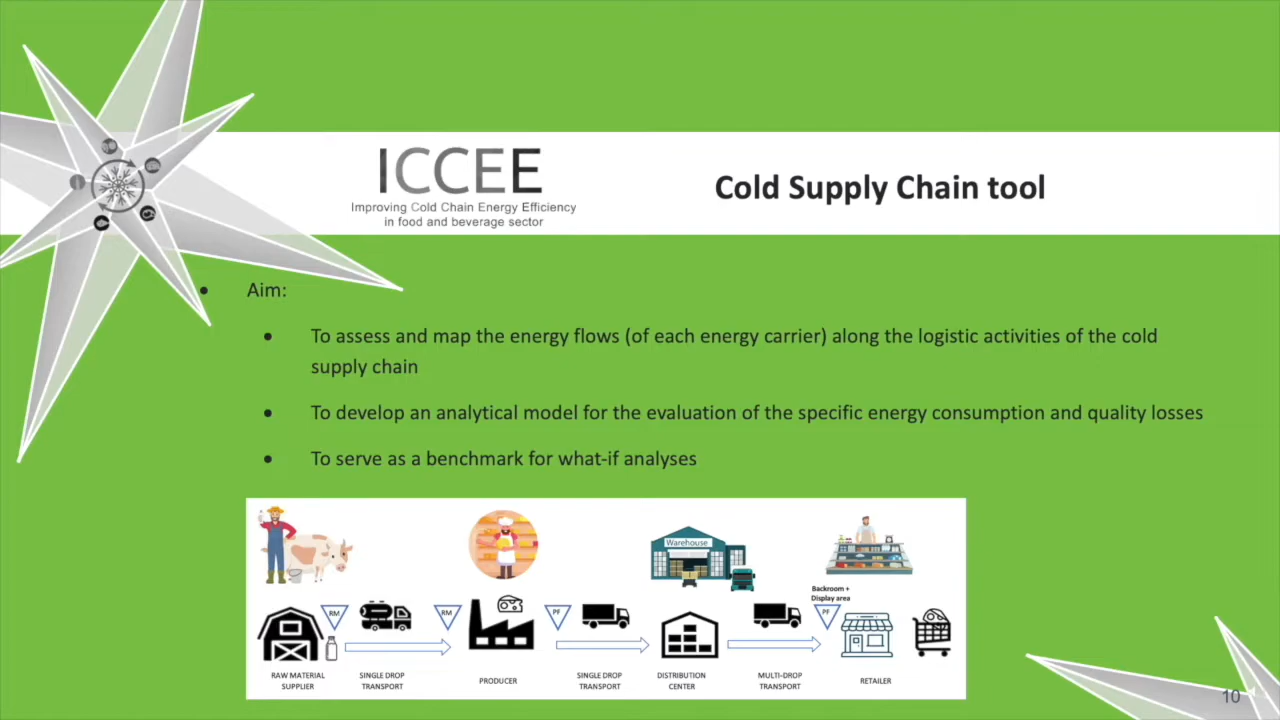 ICCEE
Improving Cold Chain Energy Efficiency
in food and beverage sector
Cold Supply Chain tool
• Aim:
• To assess and map the energy flows (of each energy carrier) along the logistic activities of the cold
supply chain
• To develop an analytical model for the evaluation of the specific energy consumption and quality losses
• To serve as a benchmark for what-if analyses
Warehouse
Backroom +
Display area
RM
RM
PF
PF
RAW MATERIAL
SUPPLIER
SINGLE DROP
TRANSPORT
PRODUCER
SINGLE DROP
TRANSPORT
DISTRIBUTION
CENTER
MULTI-DROP
TRANSPORT
RETAILER
10